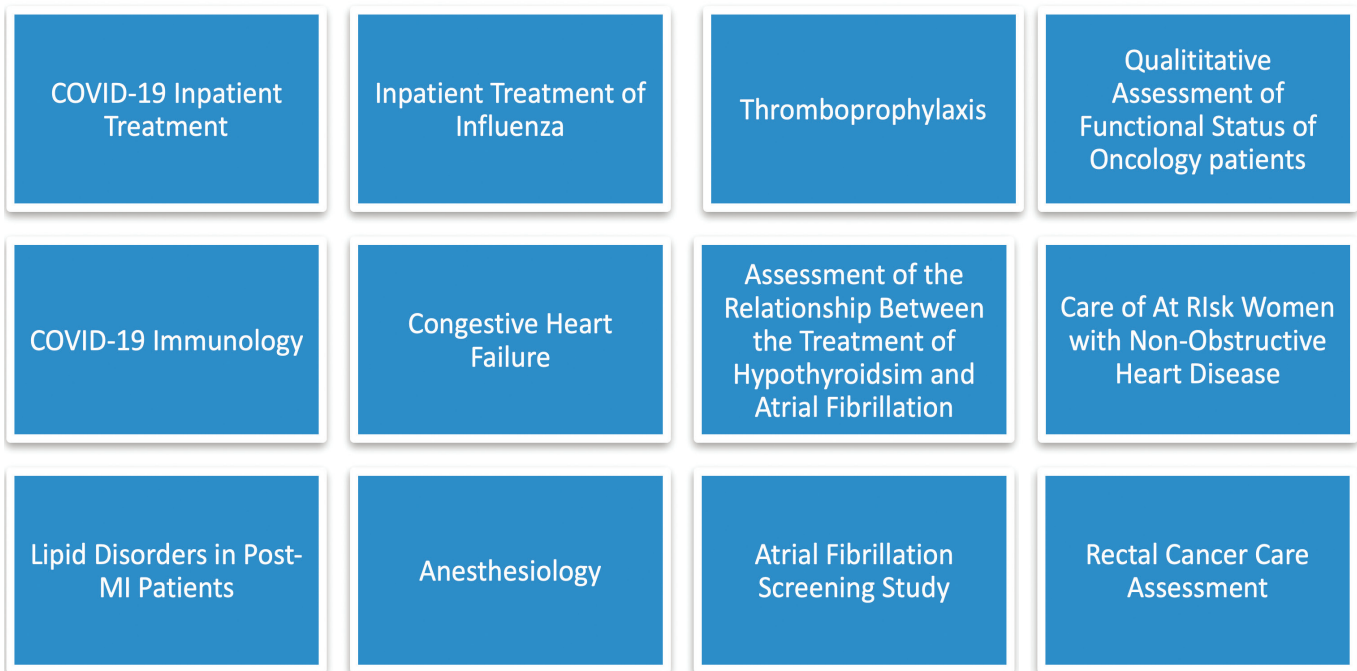 COVID-19 Inpatient
Treatment
Inpatient Treatment of
Influenza
Thromboprophylaxis
Qualititative
Assessment of
Functional Status of
Oncology patients
COVID-19 Immunology
Congestive Heart
Failure
Assessment of the
Relationship Between
the Treatment of
Hypothyroidsim and
Atrial Fibrillation
Care of At RIsk Women
with Non-Obstructive
Heart Disease
Lipid Disorders in Post-
MI Patients
Anesthesiology
Atrial Fibrillation
Screening Study
Rectal Cancer Care
Assessment